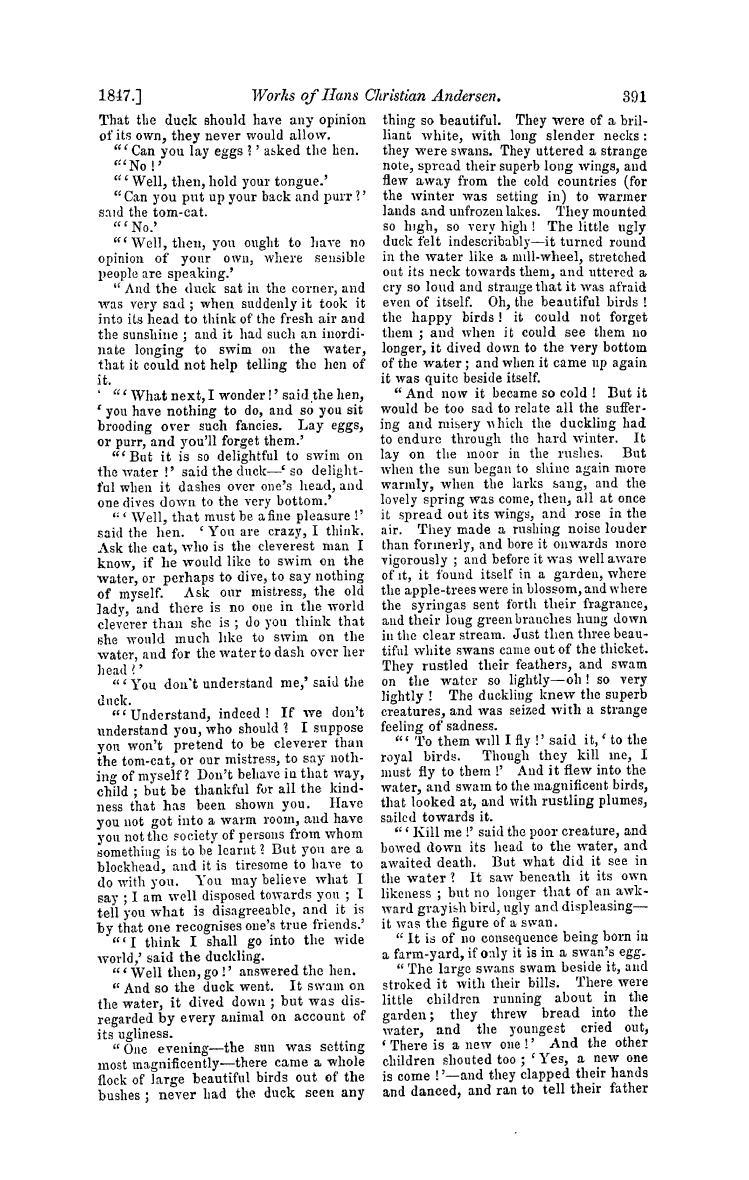 1847.] Works of Hans Christian Andersen. 391
That the duck should have any opinion
of its own, they never would allow.
"'Can you lay eggs?' asked the hen.
"'No!'
"'Well, then, hold your tongue.'
"Can you put up your back and purr?'
said the tom-cat.
"'No.'
"'Well, then, you ought to have no
opinion of your own, where sensible
people are speaking.'
"And the duck sat in the corner, and
was very sad; when suddenly it took it
into its head to think of the fresh air and
the sunshine; and it had such an inordi-
nate longing to swim on the water,
that it could not help telling the hen of
it.
"'What next, I wonder!' said the hen,
'you have nothing to do, and so you sit
brooding over such fancies. Lay eggs,
or purr, and you'll forget them.'
"'But it is so delightful to swim on
the water!' said the duck—'so delight-
ful when it dashes over one's head, and
one dives down to the very bottom.'
"'Well, that must be a fine pleasure!'
said the hen. 'You are crazy, I think.
Ask the cat, who is the cleverest man I
know, if he would like to swim on the
water, or perhaps to dive, to say nothing
of myself. Ask our mistress, the old
lady, and there is no one in the world
cleverer than she is; do you think that
she would much like to swim on the
water, and for the water to dash over her
head?'
"'You don't understand me,' said the
duck.
"'Understand, indeed! If we don't
understand you, who should? I suppose
you won't pretend to be cleverer than
the tom-cat, or our mistress, to say noth-
ing of myself? Don't behave in that way,
child; but be thankful for all the kind-
ness that has been shown you. Have
you not got into a warm room, and have
you not the society of persons from whom
something is to be learnt? But you are a
blockhead, and it is tiresome to have to
do with you. You may believe what I
say; I am well disposed towards you; I
tell you what is disagreeable, and it is
by that one recognises one's true friends.'
"'I think I shall go into the wide
world,' said the duckling.
"'Well then, go!' answered the hen.
"And so the duck went. It swam on
the water, it dived down; but was dis-
regarded by every animal on account of
its ugliness.
"One evening—the sun was setting
most magnificently—there came a whole
flock of large beautiful birds out of the
bushes; never had the duck seen any
thing so beautiful. They were of a bril-
liant white, with long slender necks:
they were swans. They uttered a strange
note, spread their superb long wings, and
flew away from the cold countries (for
the winter was setting in) to warmer
lands and unfrozen lakes. They mounted
so high, so very high! The little ugly
duck felt indescribably—it turned round
in the water like a mill-wheel, stretched
out its neck towards them, and uttered a
cry so loud and strange that it was afraid
even of itself. Oh, the beautiful birds!
the happy birds! it could not forget
them; and when it could see them no
longer, it dived down to the very bottom
of the water; and when it came up again
it was quite beside itself.
"And now it became so cold! But it
would be too sad to relate all the suffer-
ing and misery which the duckling had
to endure through the hard winter. It
lay on the moor in the rushes. But
when the sun began to shine again more
warmly, when the larks sang, and the
lovely spring was come, then, all at once
it spread out its wings, and rose in the
air. They made a rushing noise louder
than formerly, and bore it onwards more
vigorously; and before it was well aware
of it, it found itself in a garden, where
the apple-trees were in blossom, and where
the syringas sent forth their fragrance,
and their long green branches hung down
in the clear stream. Just then three beau-
tiful white swans came out of the thicket.
They rustled their feathers, and swam
on the water so lightly—oh! so very
lightly! The duckling knew the superb
creatures, and was seized with a strange
feeling of sadness.
"'To them will I fly!' said it, 'to the
royal birds. Though they kill me, I
must fly to them!' And it flew into the
water, and swam to the magnificent birds,
that looked at, and with rustling plumes,
sailed towards it.
"'Kill me!' said the poor creature, and
bowed down its head to the water, and
awaited death. But what did it see in
the water? It saw beneath it its own
likeness; but no longer that of an awk-
ward grayish bird, ugly and displeasing—
it was the figure of a swan.
"It is of no consequence being born in
a farm-yard, if only it is in a swan's egg.
"The large swans swam beside it, and
stroked it with their bills. There were
little children running about in the
garden; they threw bread into the
water, and the youngest cried out,
'There is a new one!' And the other
children shouted too; 'Yes, a new one
is come!'—and they clapped their hands
and danced, and ran to tell their father